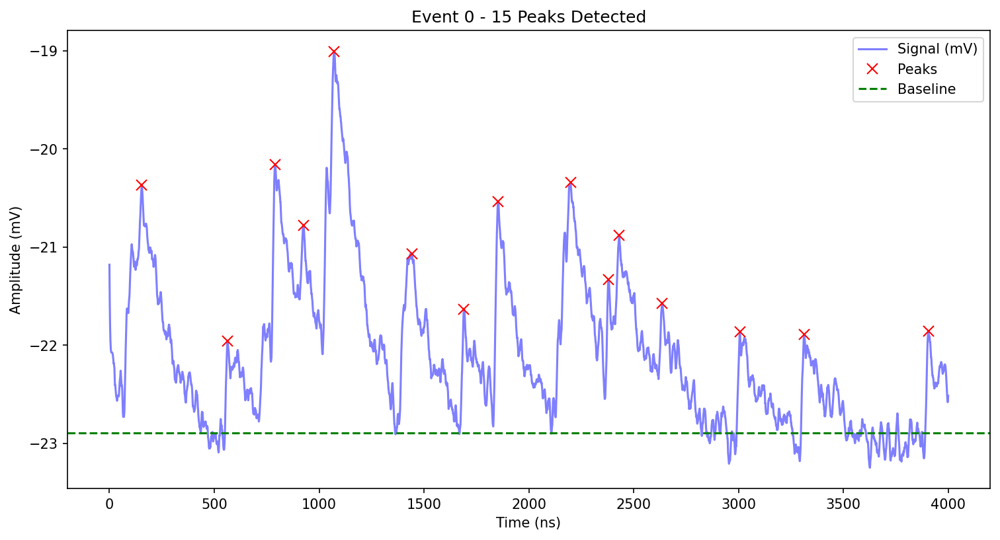 Event 0 - 15 Peaks Detected
Signal (mV)
Peaks
Baseline
Amplitude (mV)
−19
−20
−21
−22
−23
0 500 1000 1500 2000 2500 3000 3500 4000
Time (ns)